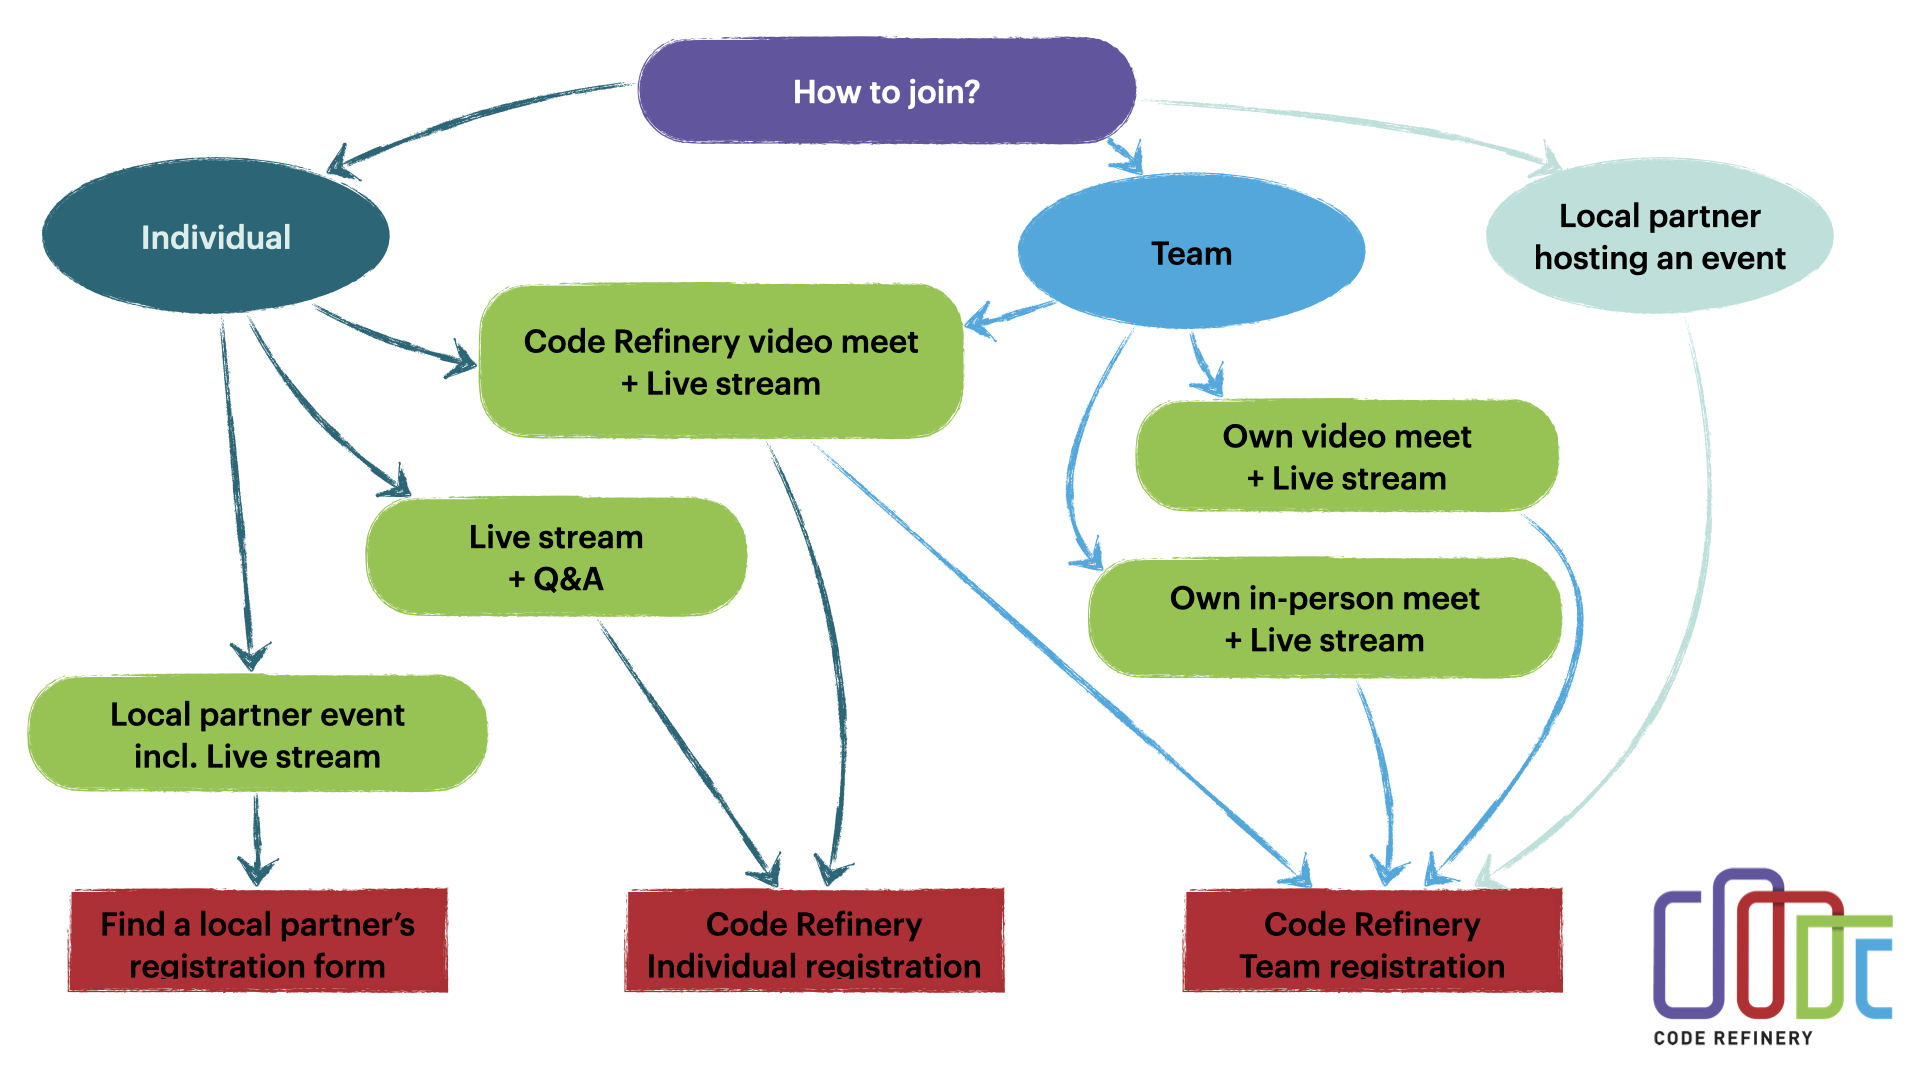 How to join?
Individual
Team
Local partner
hosting an event
Code Refinery video meet
+ Live stream
Own video meet
+ Live stream
Live stream
+ Q&A
Own in-person meet
+ Live stream
Local partner event
incl. Live stream
Find a local partner’s
registration form
Code Refinery
Individual registration
Code Refinery
Team registration
CODE
CODE REFINERY